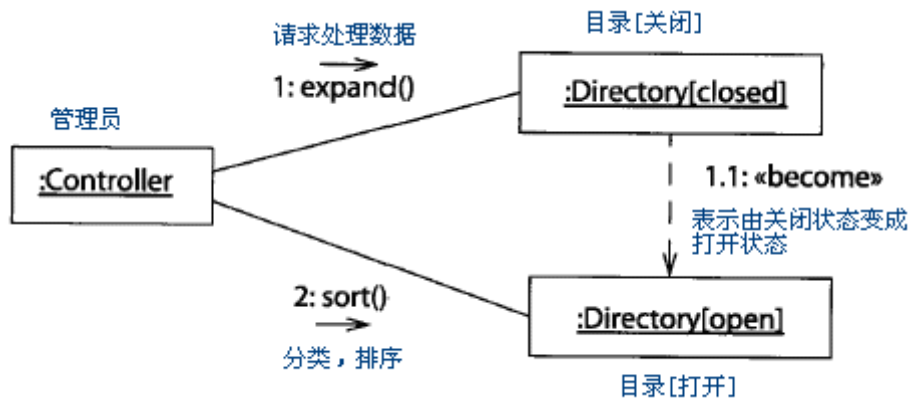 请求处理数据
1: expand()
目录[关闭]
:Directory[closed]
管理员
:Controller
1.1: «become»
表示由关闭状态变成
打开状态
2: sort()
分类，排序
:Directory[open]
目录[打开]